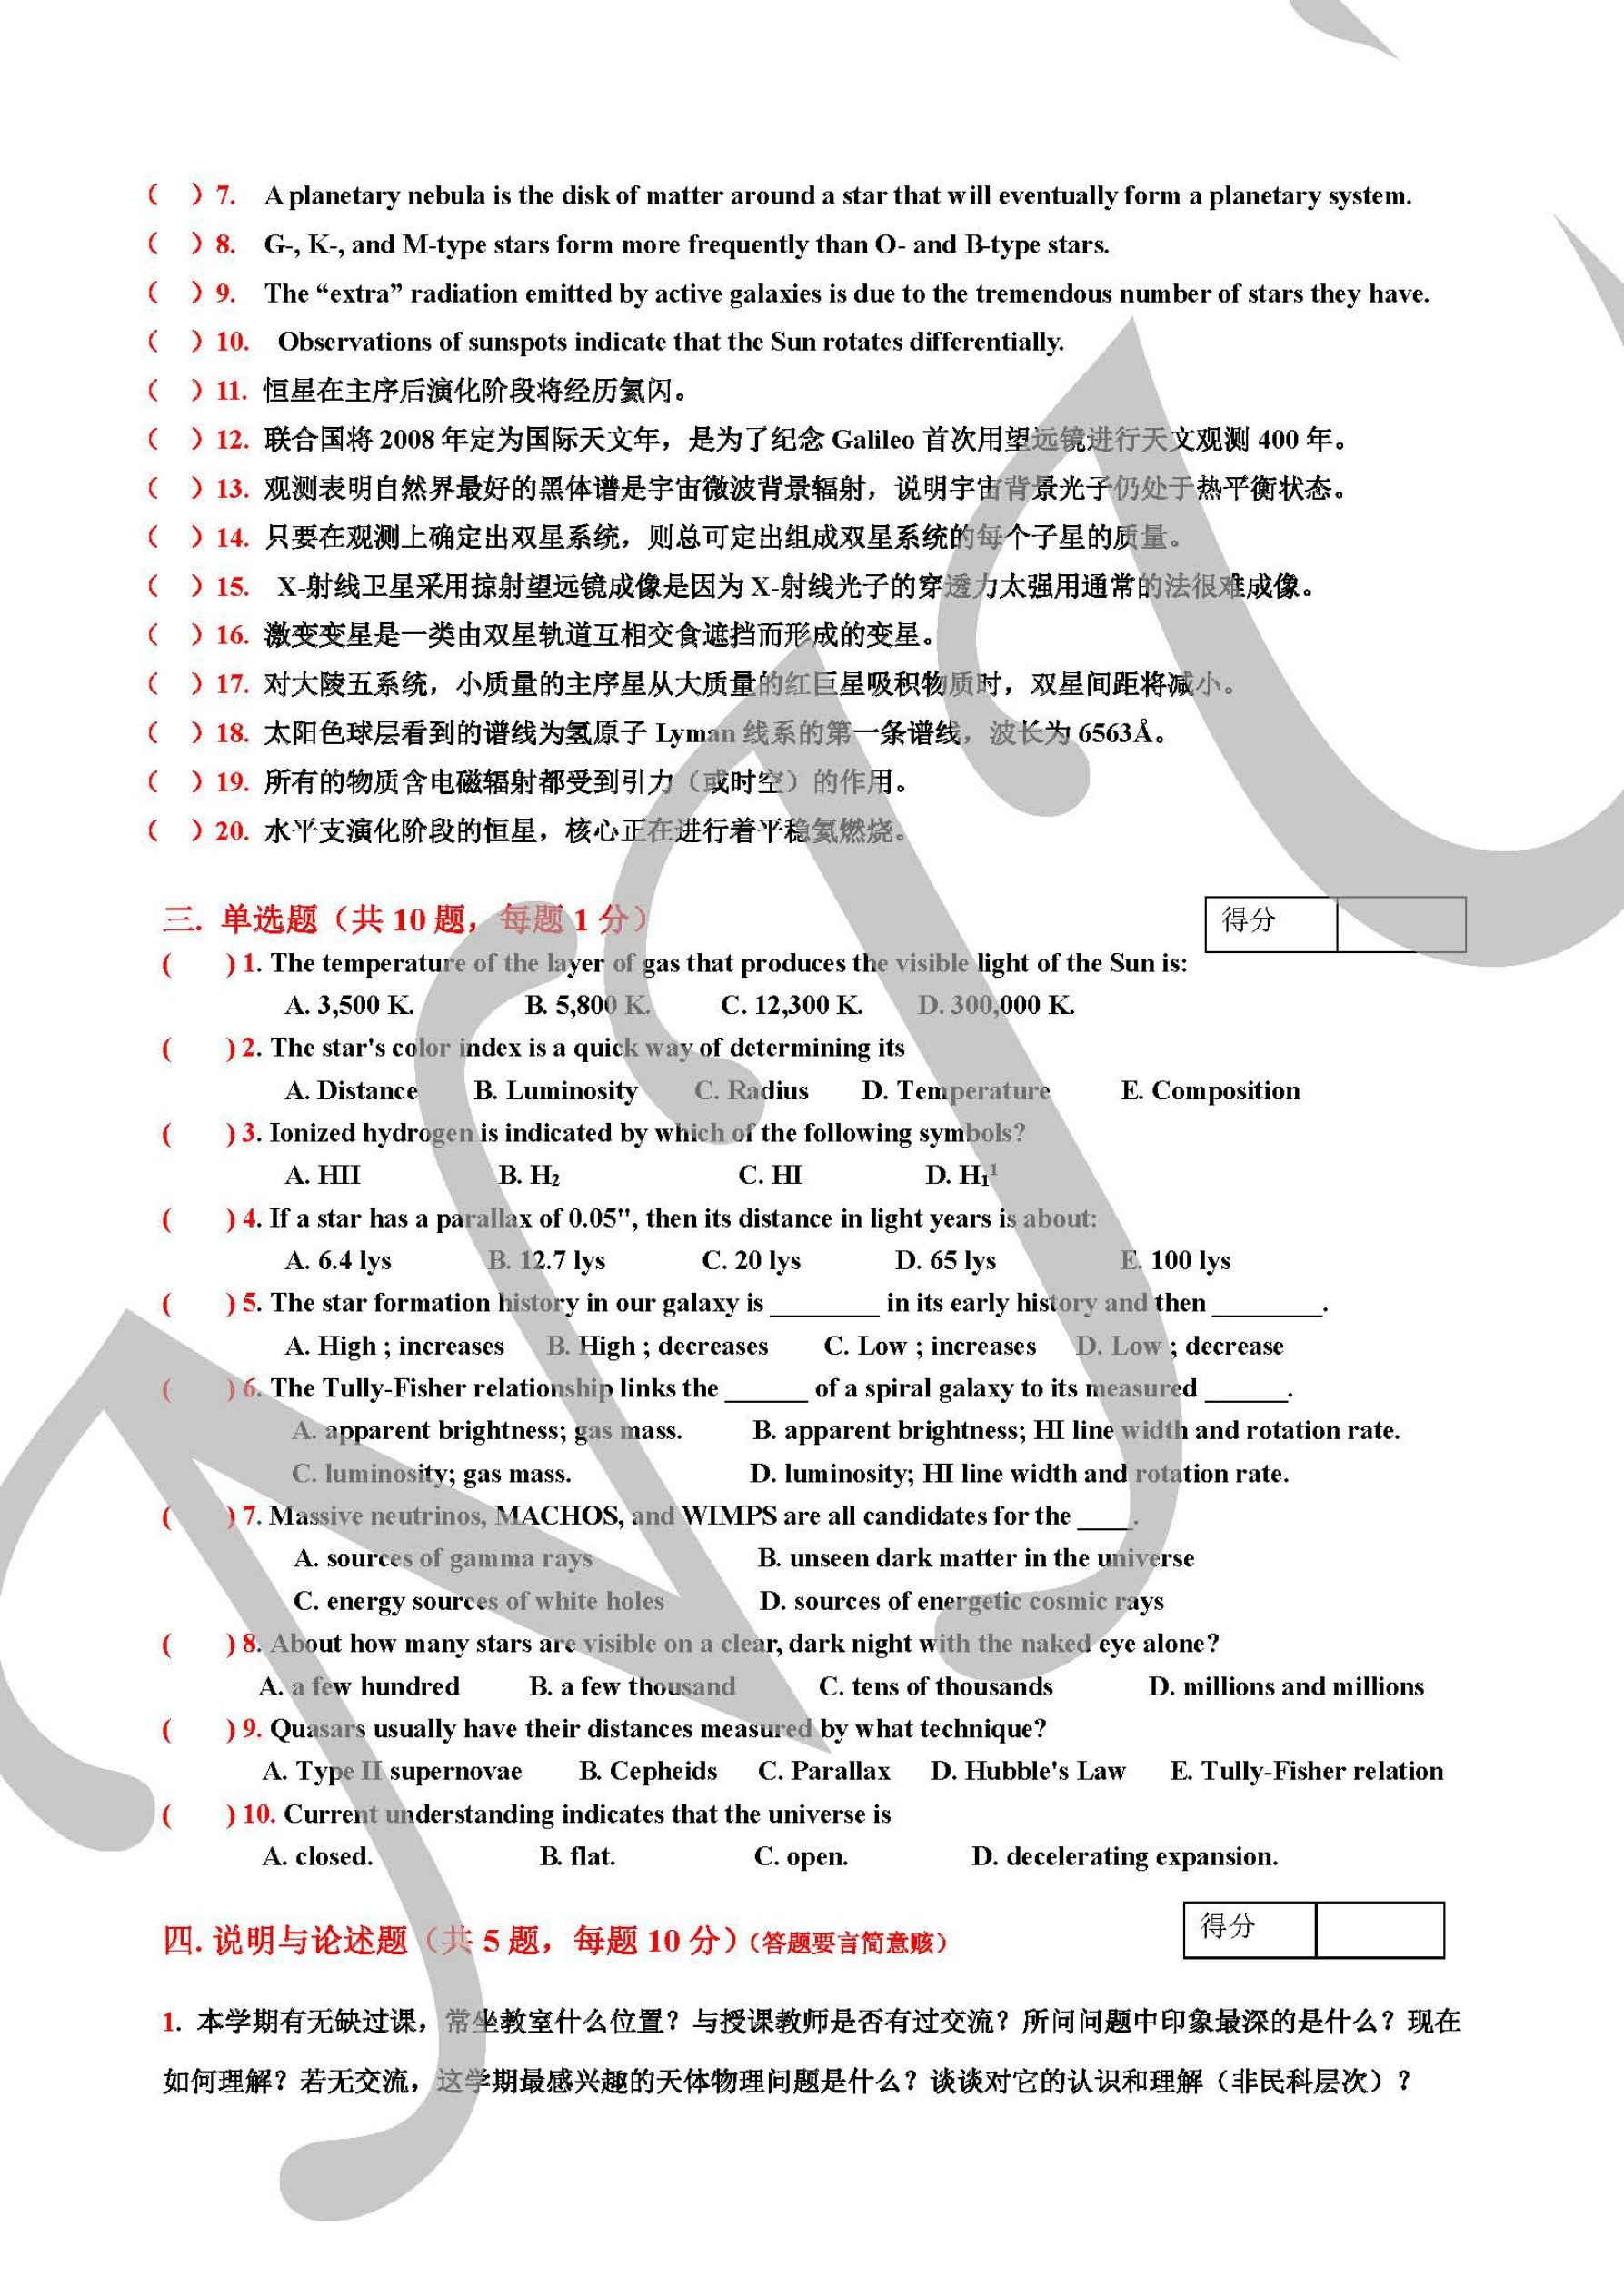 （ ）7. A planetary nebula is the disk of matter around a star that will eventually form a planetary system.
（ ）8. G-, K-, and M-type stars form more frequently than O- and B-type stars.
（ ）9. The “extra” radiation emitted by active galaxies is due to the tremendous number of stars they have.
（ ）10. Observations of sunspots indicate that the Sun rotates differentially.
（ ）11. 恒星在主序后演化阶段将经历氦闪。
（ ）12. 联合国将 2008 年定为国际天文年，是为了纪念 Galileo 首次用望远镜进行天文观测 400 年。
（ ）13. 观测表明自然界最好的黑体谱是宇宙微波背景辐射，说明宇宙背景光子仍处于热平衡状态。
（ ）14. 只要在观测上确定出双星系统，则总可定出组成双星系统的每个子星的质量。
（ ）15. X-射线卫星采用掠射望远镜成像是因为 X-射线光子的穿透力太强用通常的法很难成像。
（ ）16. 激变变星是一类由双星轨道互相交食遮挡而形成的变星。
（ ）17. 对大陵五系统，小质量的主序星从大质量的红巨星吸积物质时，双星间距将减小。
（ ）18. 太阳色球层看到的谱线为氢原子 Lyman 线系的第一条谱线，波长为 6563Å。
（ ）19. 所有的物质含电磁辐射都受到引力（或时空）的作用。
（ ）20. 水平支演化阶段的恒星，核心正在进行着平稳氦燃烧。
三. 单选题（共 10 题，每题 1 分）
得分
( ) 1. The temperature of the layer of gas that produces the visible light of the Sun is:
A. 3,500 K. B. 5,800 K. C. 12,300 K. D. 300,000 K.
( ) 2. The star's color index is a quick way of determining its
A. Distance B. Luminosity C. Radius D. Temperature E. Composition
( ) 3. Ionized hydrogen is indicated by which of the following symbols?
A. HII B. H₂ C. HI D. H₁¹
( ) 4. If a star has a parallax of 0.05", then its distance in light years is about:
A. 6.4 lys B. 12.7 lys C. 20 lys D. 65 lys E. 100 lys
( ) 5. The star formation history in our galaxy is ________ in its early history and then ________.
A. High ; increases B. High ; decreases C. Low ; increases D. Low ; decrease
( ) 6. The Tully-Fisher relationship links the ______ of a spiral galaxy to its measured ______.
A. apparent brightness; gas mass. B. apparent brightness; HI line width and rotation rate.
C. luminosity; gas mass. D. luminosity; HI line width and rotation rate.
( ) 7. Massive neutrinos, MACHOS, and WIMPS are all candidates for the ____.
A. sources of gamma rays B. unseen dark matter in the universe
C. energy sources of white holes D. sources of energetic cosmic rays
( ) 8. About how many stars are visible on a clear, dark night with the naked eye alone?
A. a few hundred B. a few thousand C. tens of thousands D. millions and millions
( ) 9. Quasars usually have their distances measured by what technique?
A. Type II supernovae B. Cepheids C. Parallax D. Hubble's Law E. Tully-Fisher relation
( ) 10. Current understanding indicates that the universe is
A. closed. B. flat. C. open. D. decelerating expansion.
四. 说明与论述题（共 5 题，每题 10 分）（答题要言简意赅）
得分
1. 本学期有无缺过课，常坐教室什么位置？与授课教师是否有过交流？所问问题中印象最深的是什么？现在
如何理解？若无交流，这学期最感兴趣的天体物理问题是什么？谈谈对它的认识和理解（非民科层次）？